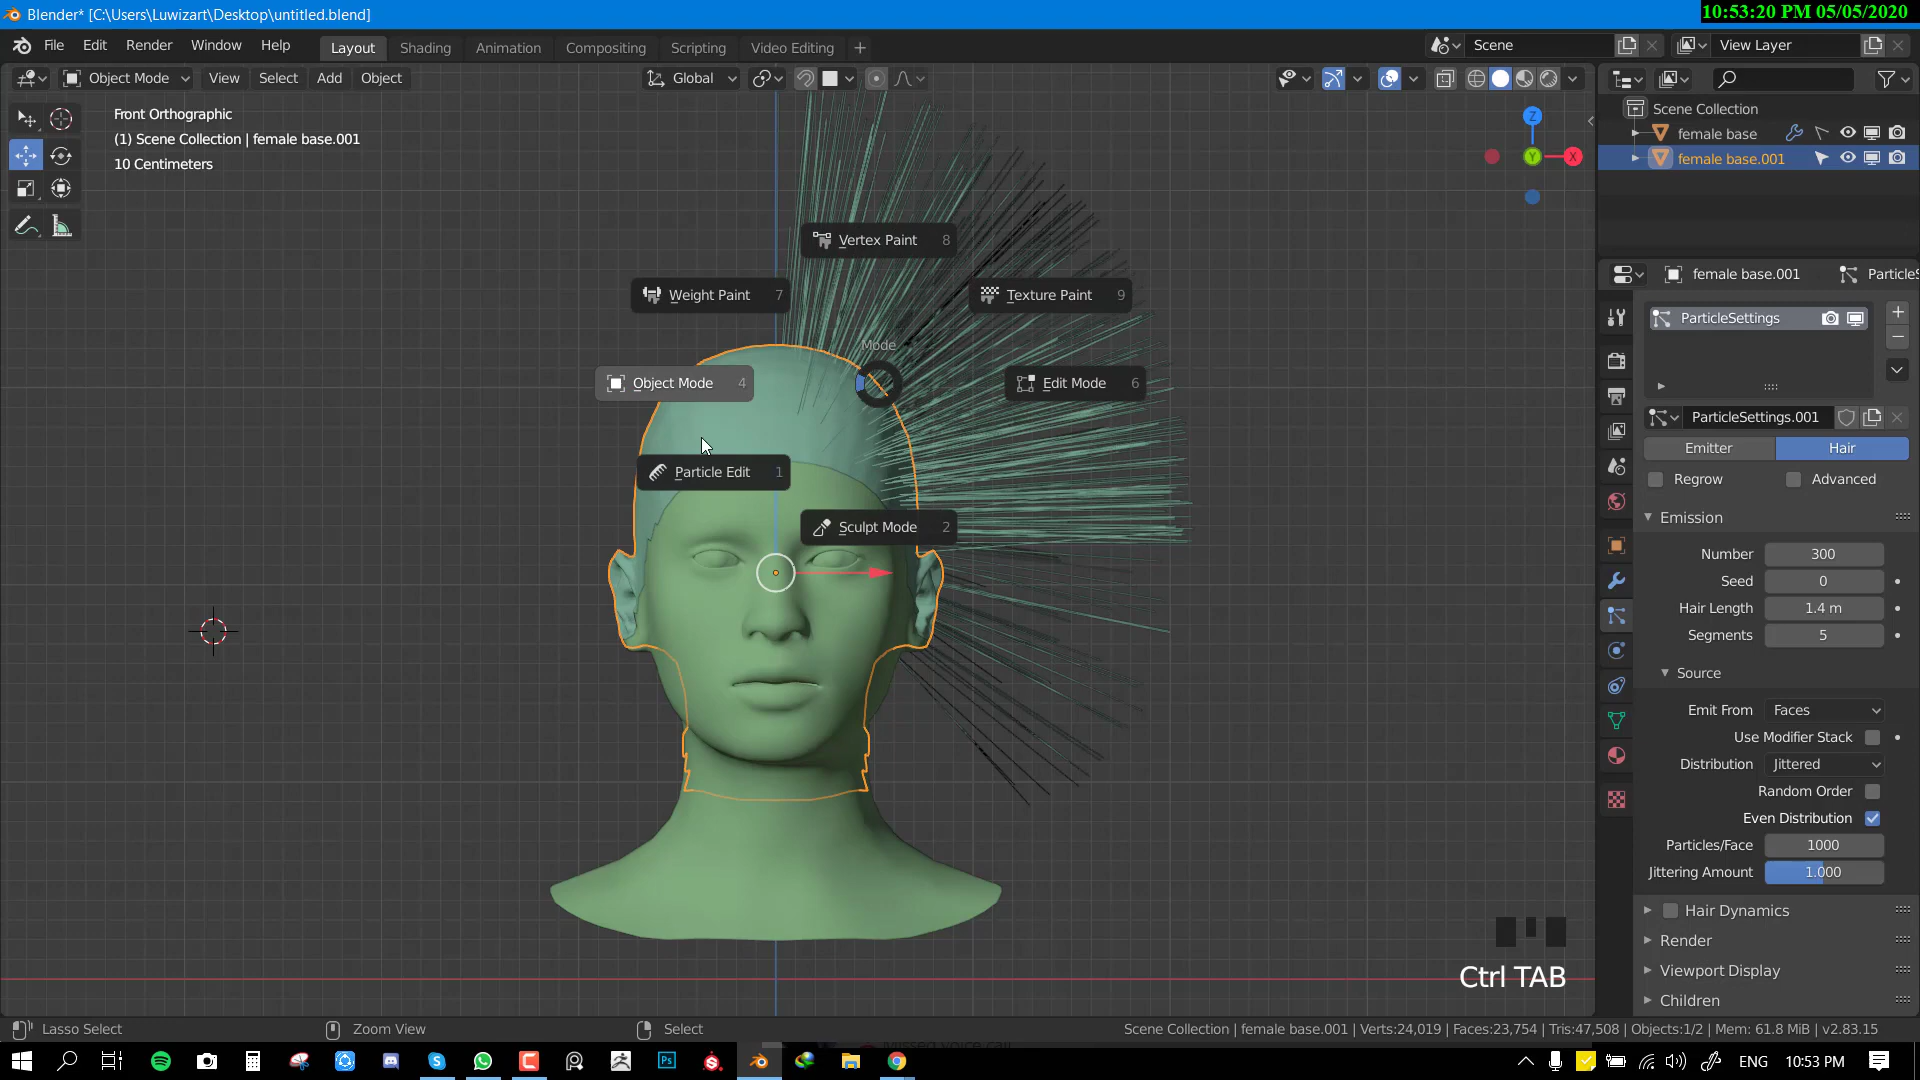 Blender* [C:\Users\Luwizart\Desktop\untitled.blend]
10:53:20 PM 05/05/2020
File Edit Render Window Help
Layout Shading Animation Compositing Scripting Video Editing +
Scene
View Layer
Object Mode View Select Add Object
Global
Front Orthographic
(1) Scene Collection | female base.001
10 Centimeters
Z
Y
X
Vertex Paint 8
Weight Paint 7
Texture Paint 9
Mode
Object Mode 4
Edit Mode 6
Particle Edit 1
Sculpt Mode 2
Ctrl TAB
Scene Collection
female base
female base.001
female base.001 ParticleS
ParticleSettings
ParticleSettings.001
Emitter Hair
Regrow Advanced
Emission
Number 300
Seed 0
Hair Length 1.4 m
Segments 5
Source
Emit From Faces
Use Modifier Stack
Distribution Jittered
Random Order
Even Distribution
Particles/Face 1000
Jittering Amount 1.000
Hair Dynamics
Render
Viewport Display
Children
Lasso Select Zoom View Select
Scene Collection | female base.001 | Verts:24,019 | Faces:23,754 | Tris:47,508 | Objects:1/2 | Mem: 61.8 MiB | v2.83.15
Missed voice call
Ps
ENG 10:53 PM